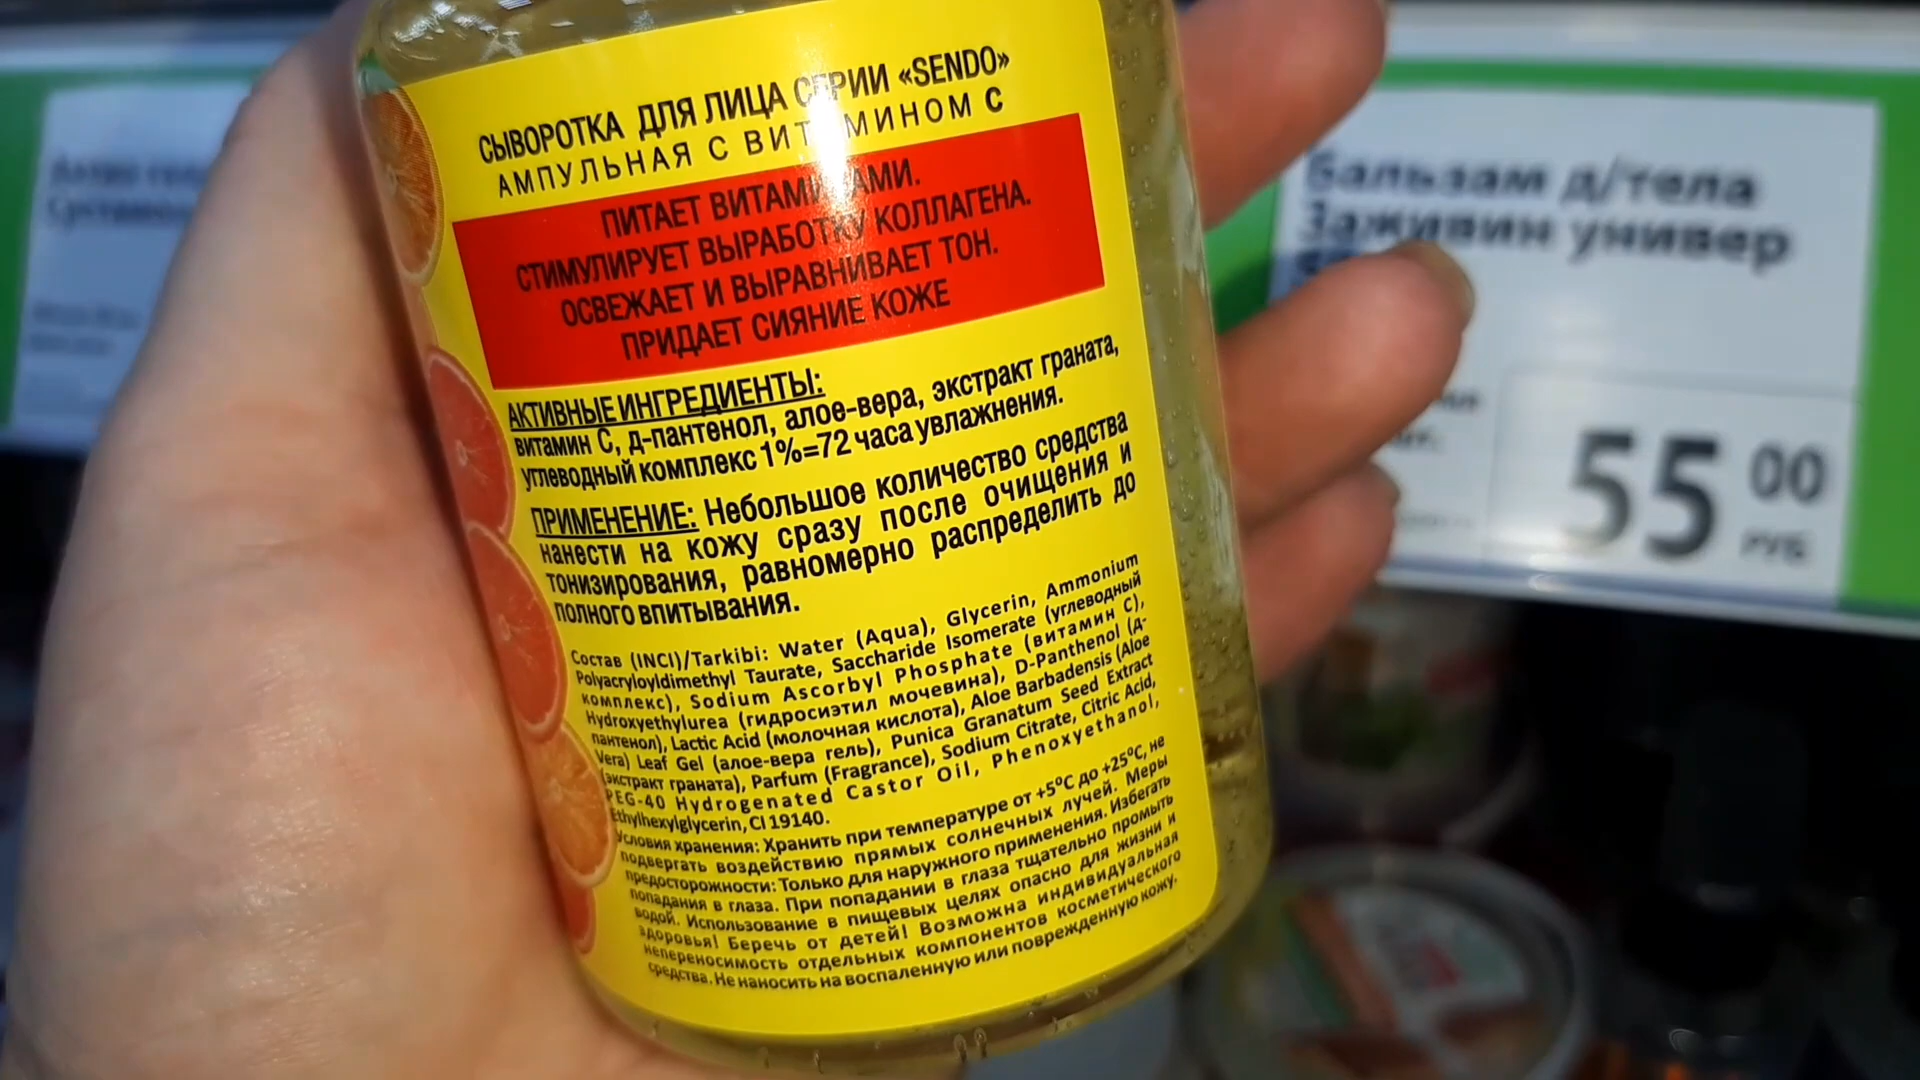 СЫВОРОТКА ДЛЯ ЛИЦА СЕРИИ «SENDO»
АМПУЛЬНАЯ С ВИТАМИНОМ С
ПИТАЕТ ВИТАМИНАМИ.
СТИМУЛИРУЕТ ВЫРАБОТКУ КОЛЛАГЕНА.
ОСВЕЖАЕТ И ВЫРАВНИВАЕТ ТОН.
ПРИДАЕТ СИЯНИЕ КОЖЕ
АКТИВНЫЕ ИНГРЕДИЕНТЫ:
витамин С, д-пантенол, алое-вера, экстракт граната,
углеводный комплекс 1%=72 часа увлажнения.
ПРИМЕНЕНИЕ: Небольшое количество средства
нанести на кожу сразу после очищения и
тонизирования, равномерно распределить до
полного впитывания.
Состав (INCI)/Tarkibi: Water (Aqua), Glycerin, Ammonium
Polyacryloyldimethyl Taurate, Saccharide Isomerate (углеводный
комплекс), Sodium Ascorbyl Phosphate (витамин С),
Hydroxyethylurea (гидроксиэтил мочевина), D-Panthenol (д-
пантенол), Lactic Acid (молочная кислота), Aloe Barbadensis (Aloe
Vera) Leaf Gel (алое-вера гель), Punica Granatum Seed Extract
(экстракт граната), Parfum (Fragrance), Sodium Citrate, Citric Acid,
PEG-40 Hydrogenated Castor Oil, Phenoxyethanol,
Ethylhexylglycerin, CI 19140.
Условия хранения: Хранить при температуре от +5°С до +25°С, не
подвергать воздействию прямых солнечных лучей. Меры
предосторожности: Только для наружного применения. Избегать
попадания в глаза. При попадании в глаза тщательно промыть
водой. Использование в пищевых целях опасно для жизни и
здоровья! Беречь от детей! Возможна индивидуальная
непереносимость отдельных компонентов косметического
средства. Не наносить на воспаленную или поврежденную кожу.
Бальзам д/тела
Заживин универ
55 00
РУБ